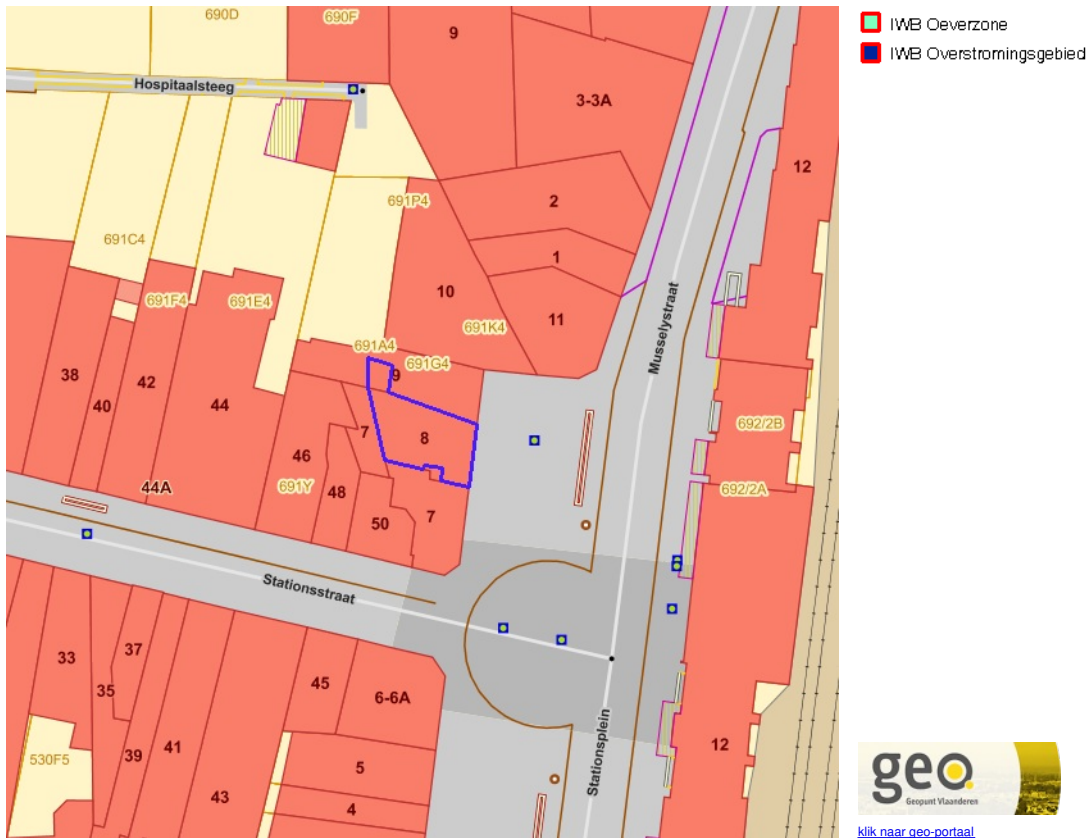 690D
690F
9
IWB Oeverzone
IWB Overstromingsgebied
Hospitaalsteeg
3-3A
12
691P4
2
691C4
1
10
691F4
691E4
691K4
11
Musselystraat
691A4
691G4
9
38
42
40
44
7
8
692/2B
46
691Y
48
50
7
692/2A
44A
Stationsstraat
33
37
35
45
6-6A
39
41
43
530F5
5
4
Stationsplein
12
geo.
Geopunt Vlaanderen
klik naar geo-portaal